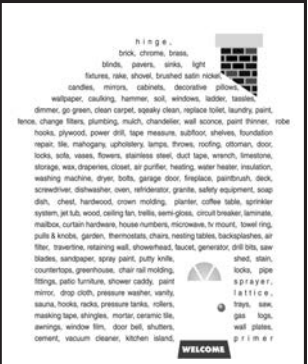 hinge,
brick, chrome, brass,
blinds, pavers, sinks, light
fixtures, rake, shovel, brushed satin nickel,
candles, mirrors, cabinets, decorative pillows,
wallpaper, caulking, hammer, soil, windows, ladder, tassles,
dimmer, go green, clean carpet, sqeaky clean, replace toilet, laundry, paint,
fence, change filters, plumbing, mulch, chandelier, wall sconce, paint thinner, robe
hooks, plywood, power drill, tape measure, subfloor, shelves, foundation
repair, tile, mahogany, upholstery, lamps, throws, roofing, ottoman, door,
locks, sofa, vases, flowers, stainless steel, duct tape, wrench, limestone,
storage, wax, draperies, closet, air purifier, heating, water heater, insulation,
washing machine, dryer, bolts, garage door, fireplace, paintbrush, deck,
screwdriver, dishwasher, oven, refriderator, granite, safety equipment, soap
dish, chest, hardwood, crown molding, planter, coffee table, sprinkler
system, jet tub, wood, ceiling fan, trellis, semi-gloss, circuit breaker, laminate,
mailbox, curtain hardware, house numbers, microwave, tv mount, towel ring,
pulls & knobs, garden, thermostats, chairs, nesting tables, backsplashes, air
filter, travertine, retaining wall, showerhead, faucet, generator, drill bits, saw
blades, sandpaper, spray paint, putty knife, shed, stain,
countertops, greenhouse, chair rail molding, locks, pipe
fittings, patio furniture, shower caddy, paint sprayer,
mirror, drop cloth, pressure washer, vanity, lattice,
sauna, hooks, racks, pressure tanks, rollers, trays, saw,
masking tape, shingles, mortar, ceramic tile, gas logs,
awnings, window film, door bell, shutters, wall plates,
cement, vacuum cleaner, kitchen island, primer
WELCOME